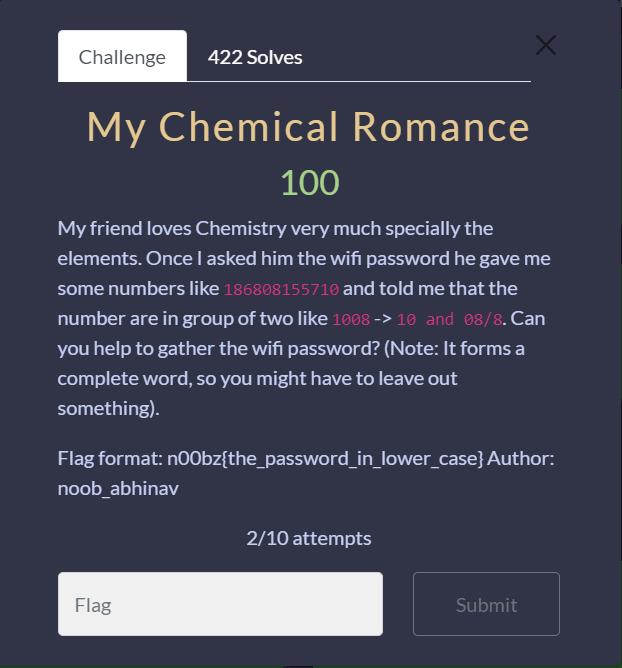 Challenge
422 Solves
My Chemical Romance
100
My friend loves Chemistry very much specially the
elements. Once I asked him the wifi password he gave me
some numbers like 186808155710 and told me that the
number are in group of two like 1008 -> 10 and 08/8. Can
you help to gather the wifi password? (Note: It forms a
complete word, so you might have to leave out
something).
Flag format: n00bz{the_password_in_lower_case} Author:
noob_abhinav
2/10 attempts
Flag
Submit